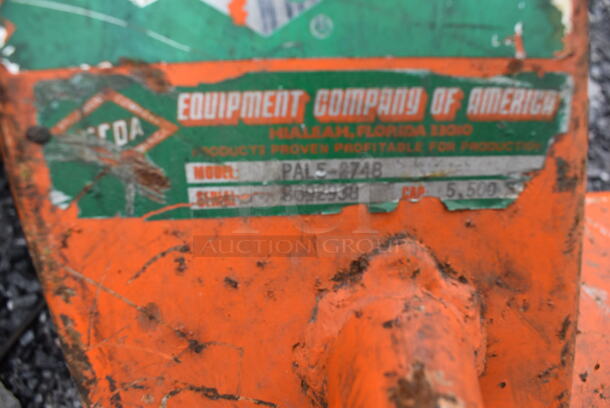 EQUIPMENT COMPANY OF AMERICA
HIALEAH, FLORIDA 33010
PRODUCTS PROVEN PROFITABLE FOR PRODUCTION
MODEL: PAL5-2748
SERIAL CAP 5,500
AUCTION GROUP